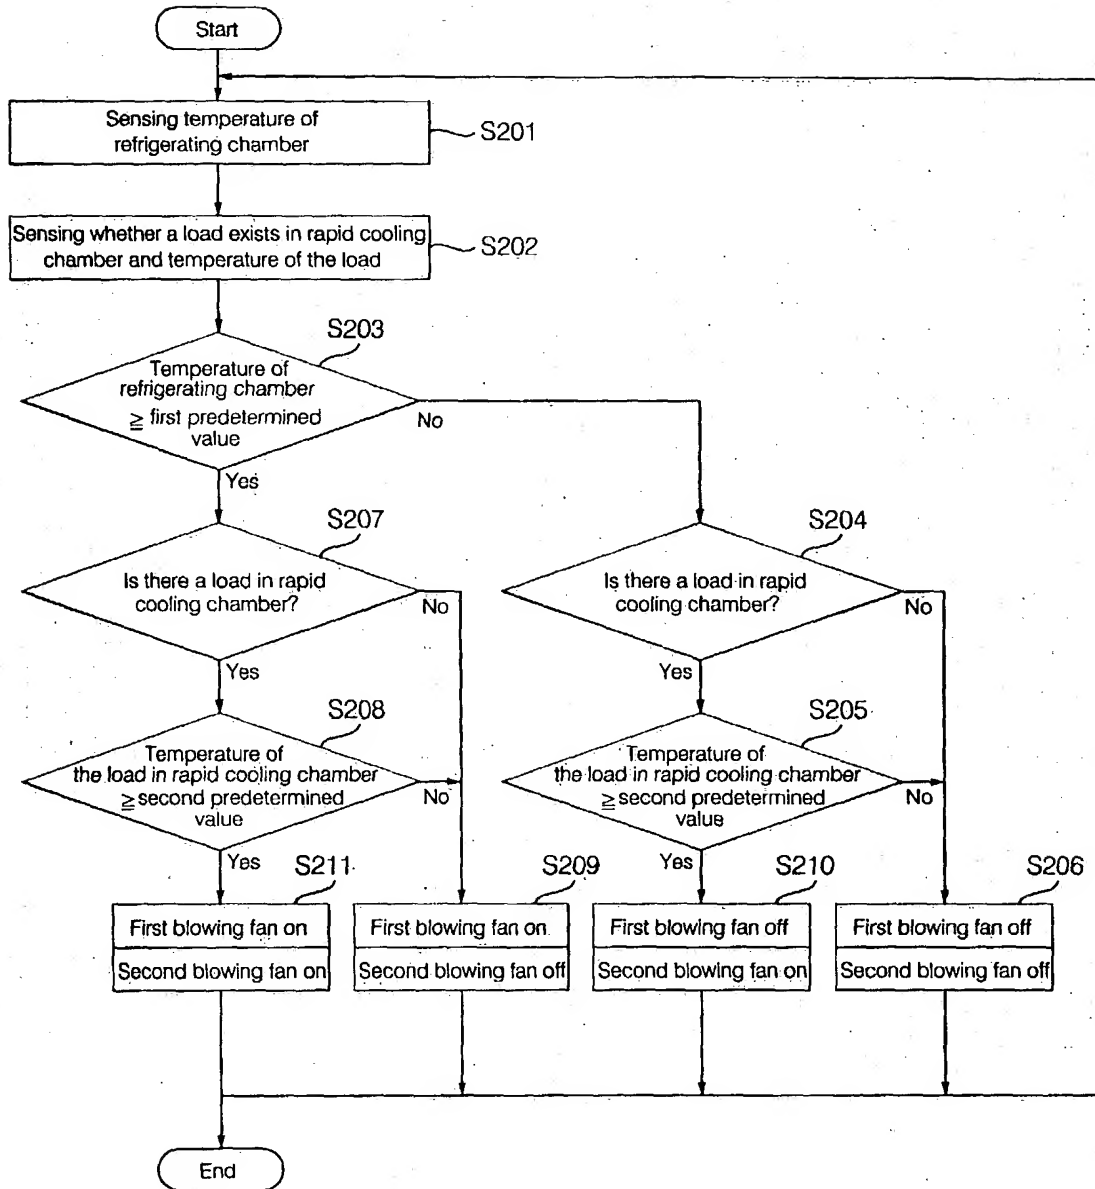 Start
Sensing temperature of
refrigerating chamber
S201
Sensing whether a load exists in rapid cooling
chamber and temperature of the load
S202
S203
Temperature of
refrigerating chamber
≧ first predetermined
value
No
Yes
S207
Is there a load in rapid
cooling chamber?
No
Yes
S204
Is there a load in rapid
cooling chamber?
No
Yes
S208
Temperature of
the load in rapid cooling chamber
≧ second predetermined
value
No
Yes
S205
Temperature of
the load in rapid cooling chamber
≧ second predetermined
value
No
Yes
S211
First blowing fan on
Second blowing fan on
S209
First blowing fan on
Second blowing fan off
S210
First blowing fan off
Second blowing fan on
S206
First blowing fan off
Second blowing fan off
End